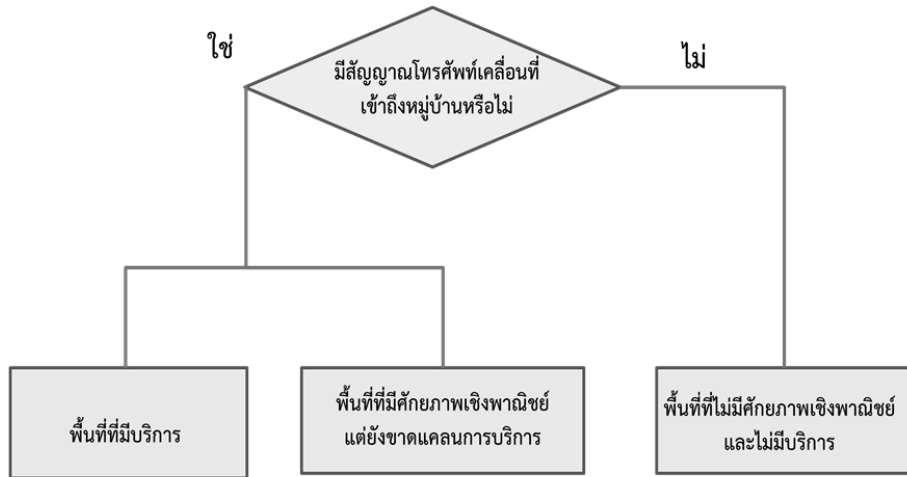 ใช่
มีสัญญาณโทรศัพท์เคลื่อนที่
เข้าถึงหมู่บ้านหรือไม่
ไม่
พื้นที่ที่มีบริการ
พื้นที่ที่มีศักยภาพเชิงพาณิชย์
แต่ยังขาดแคลนการบริการ
พื้นที่ที่ไม่มีศักยภาพเชิงพาณิชย์
และไม่มีบริการ